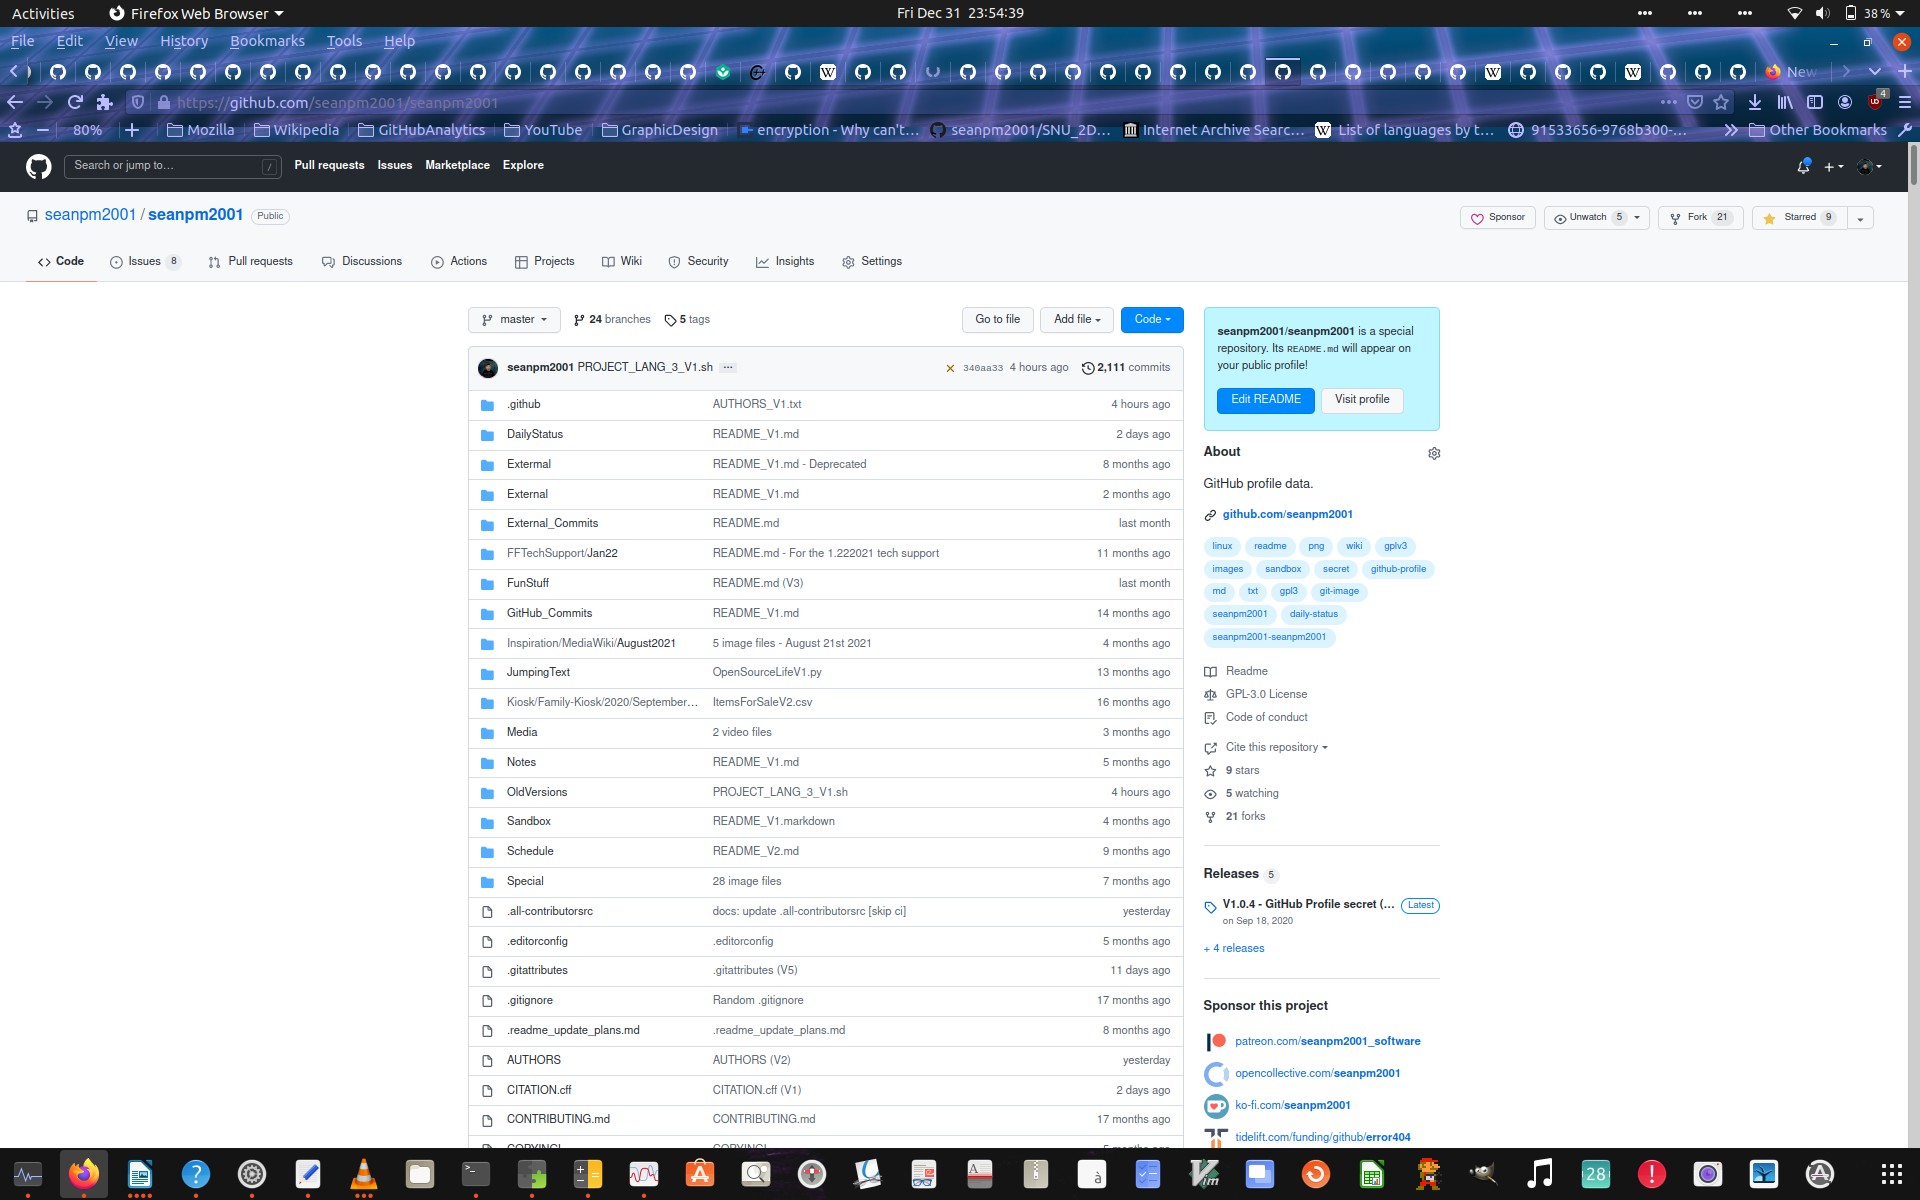 Activities Firefox Web Browser Fri Dec 31 23:54:39 38 %
File Edit View History Bookmarks Tools Help
New
https://github.com/seanpm2001/seanpm2001 4
80% Mozilla Wikipedia GitHubAnalytics YouTube GraphicDesign encryption - Why can't… seanpm2001/SNU_2D… Internet Archive Searc… List of languages by t… 91533656-9768b300-… Other Bookmarks
Search or jump to… / Pull requests Issues Marketplace Explore
seanpm2001 / seanpm2001 Public Sponsor Unwatch 5 Fork 21 Starred 9
Code Issues 8 Pull requests Discussions Actions Projects Wiki Security Insights Settings
master 24 branches 5 tags Go to file Add file Code
seanpm2001 PROJECT_LANG_3_V1.sh … 340aa33 4 hours ago 2,111 commits
.github AUTHORS_V1.txt 4 hours ago
DailyStatus README_V1.md 2 days ago
Extermal README_V1.md - Deprecated 8 months ago
External README_V1.md 2 months ago
External_Commits README.md last month
FFTechSupport/Jan22 README.md - For the 1.222021 tech support 11 months ago
FunStuff README.md (V3) last month
GitHub_Commits README_V1.md 14 months ago
Inspiration/MediaWiki/August2021 5 image files - August 21st 2021 4 months ago
JumpingText OpenSourceLifeV1.py 13 months ago
Kiosk/Family-Kiosk/2020/September… ItemsForSaleV2.csv 16 months ago
Media 2 video files 3 months ago
Notes README_V1.md 5 months ago
OldVersions PROJECT_LANG_3_V1.sh 4 hours ago
Sandbox README_V1.markdown 4 months ago
Schedule README_V2.md 9 months ago
Special 28 image files 7 months ago
.all-contributorsrc docs: update .all-contributorsrc [skip ci] yesterday
.editorconfig .editorconfig 5 months ago
.gitattributes .gitattributes (V5) 11 days ago
.gitignore Random .gitignore 17 months ago
.readme_update_plans.md .readme_update_plans.md 8 months ago
AUTHORS AUTHORS (V2) yesterday
CITATION.cff CITATION.cff (V1) 2 days ago
CONTRIBUTING.md CONTRIBUTING.md 17 months ago
seanpm2001/seanpm2001 is a special
repository. Its README.md will appear on
your public profile!
Edit README Visit profile
About
GitHub profile data.
github.com/seanpm2001
linux readme png wiki gplv3
images sandbox secret github-profile
md txt gpl3 git-image
seanpm2001 daily-status
seanpm2001-seanpm2001
Readme
GPL-3.0 License
Code of conduct
Cite this repository
9 stars
5 watching
21 forks
Releases 5
V1.0.4 - GitHub Profile secret (… Latest
on Sep 18, 2020
+ 4 releases
Sponsor this project
patreon.com/seanpm2001_software
opencollective.com/seanpm2001
ko-fi.com/seanpm2001
tidelift.com/funding/github/error404
28